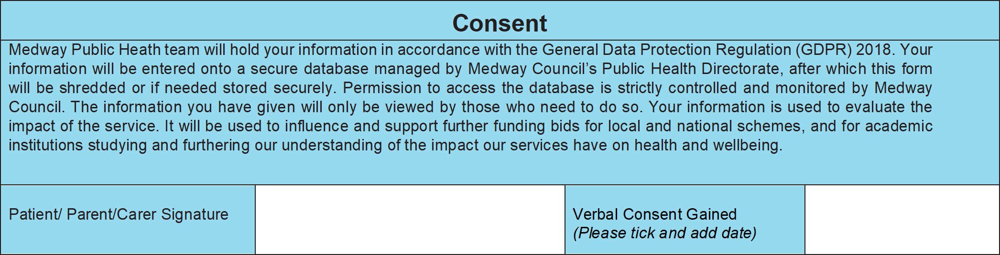 Consent
Medway Public Heath team will hold your information in accordance with the General Data Protection Regulation (GDPR) 2018. Your
information will be entered onto a secure database managed by Medway Council’s Public Health Directorate, after which this form
will be shredded or if needed stored securely. Permission to access the database is strictly controlled and monitored by Medway
Council. The information you have given will only be viewed by those who need to do so. Your information is used to evaluate the
impact of the service. It will be used to influence and support further funding bids for local and national schemes, and for academic
institutions studying and furthering our understanding of the impact our services have on health and wellbeing.
Patient/ Parent/Carer Signature
Verbal Consent Gained
(Please tick and add date)